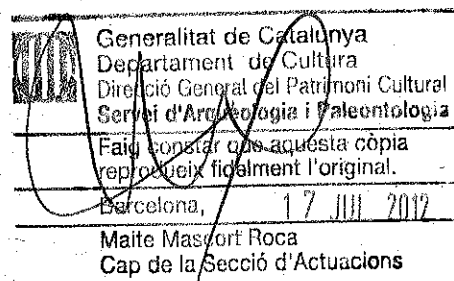 Generalitat de Catalunya
Departament de Cultura
Direcció General del Patrimoni Cultural
Servei d'Arqueologia i Paleontologia
Faig constar que aquesta còpia
reprodueix fidelment l'original.
Barcelona, 17 JUL 2012
Maite Mascort Roca
Cap de la Secció d'Actuacions